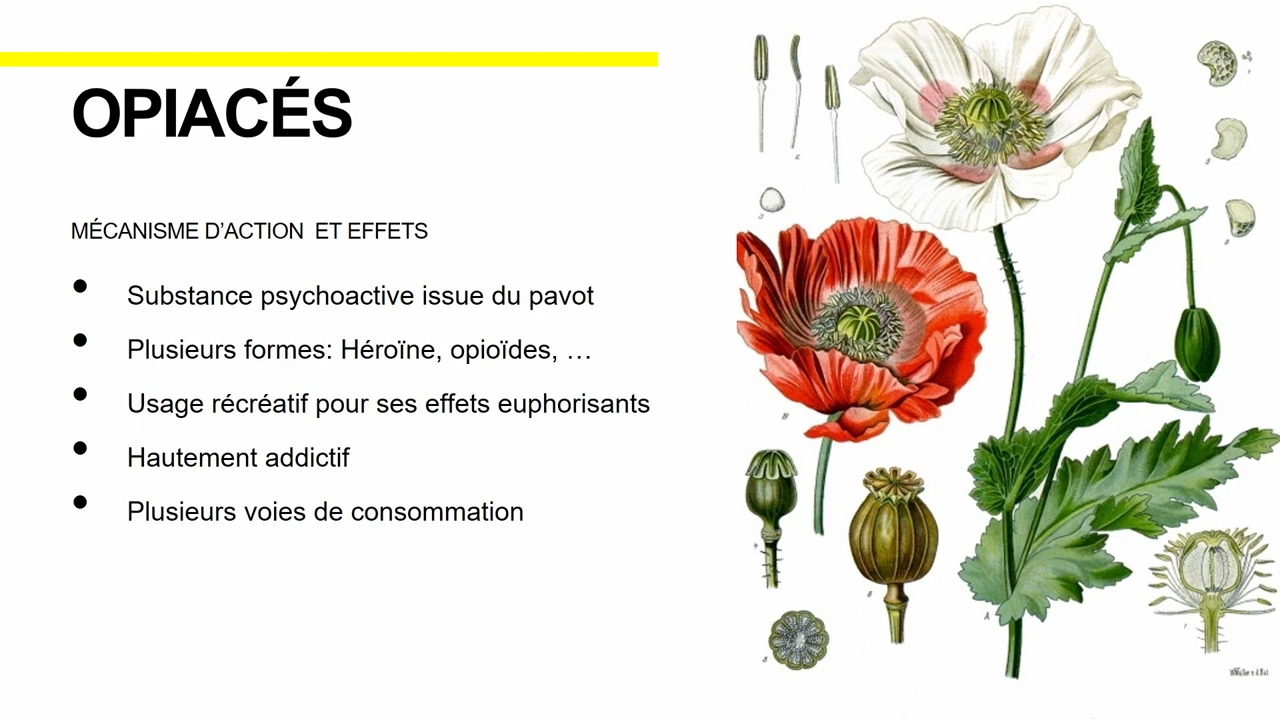 OPIACÉS
MÉCANISME D'ACTION  ET EFFETS
• Substance psychoactive issue du pavot
• Plusieurs formes: Héroïne, opioïdes, …
• Usage récréatif pour ses effets euphorisants
• Hautement addictif
• Plusieurs voies de consommation